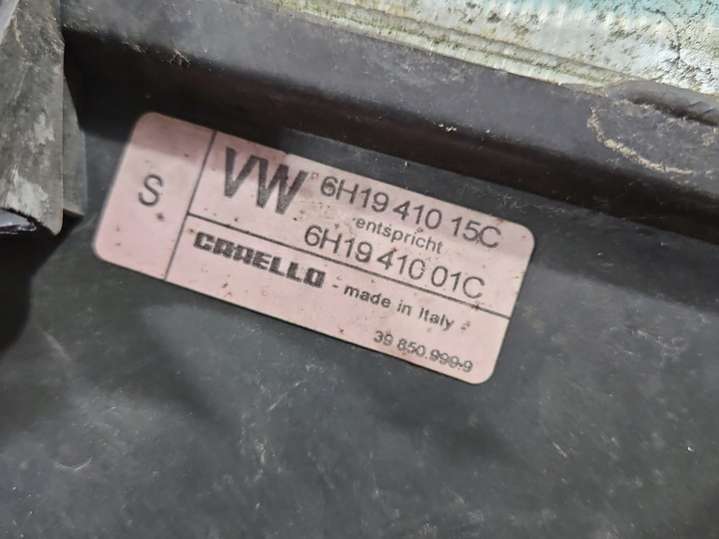 S
VW 6H19 410 15C
entspricht
6H19 410 01C
CARELLO - made in Italy -
39 850.999-9